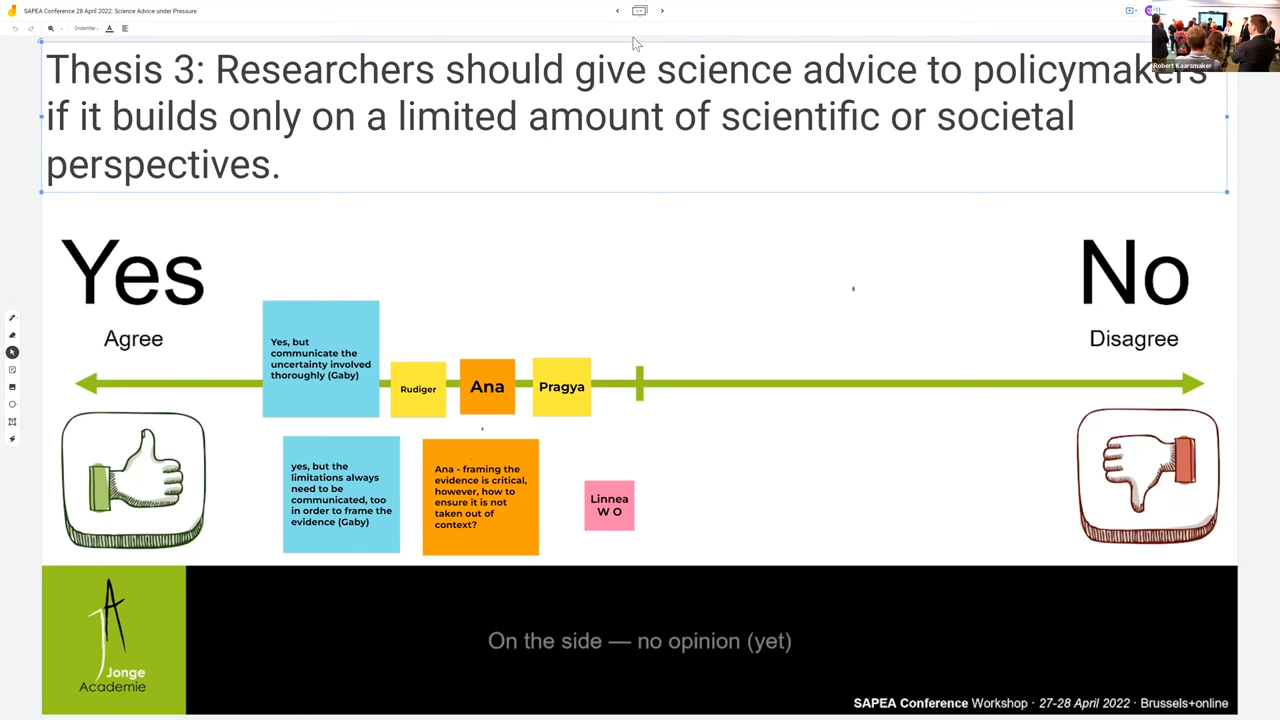 SAPEA Conference 28 April 2022: Science Advice under Pressure
Ondertitel
A
Robert Kaarsmaker
Thesis 3: Researchers should give science advice to policymakers
if it builds only on a limited amount of scientific or societal
perspectives.
Yes
Agree
No
Disagree
Yes, but
communicate the
uncertainty involved
thoroughly (Gaby)
Rudiger
Ana
Pragya
yes, but the
limitations always
need to be
communicated, too
in order to frame the
evidence (Gaby)
Ana - framing the
evidence is critical,
however, how to
ensure it is not
taken out of
context?
Linnea
W O
jA
Jonge
Academie
On the side — no opinion (yet)
SAPEA Conference Workshop · 27-28 April 2022 · Brussels+online